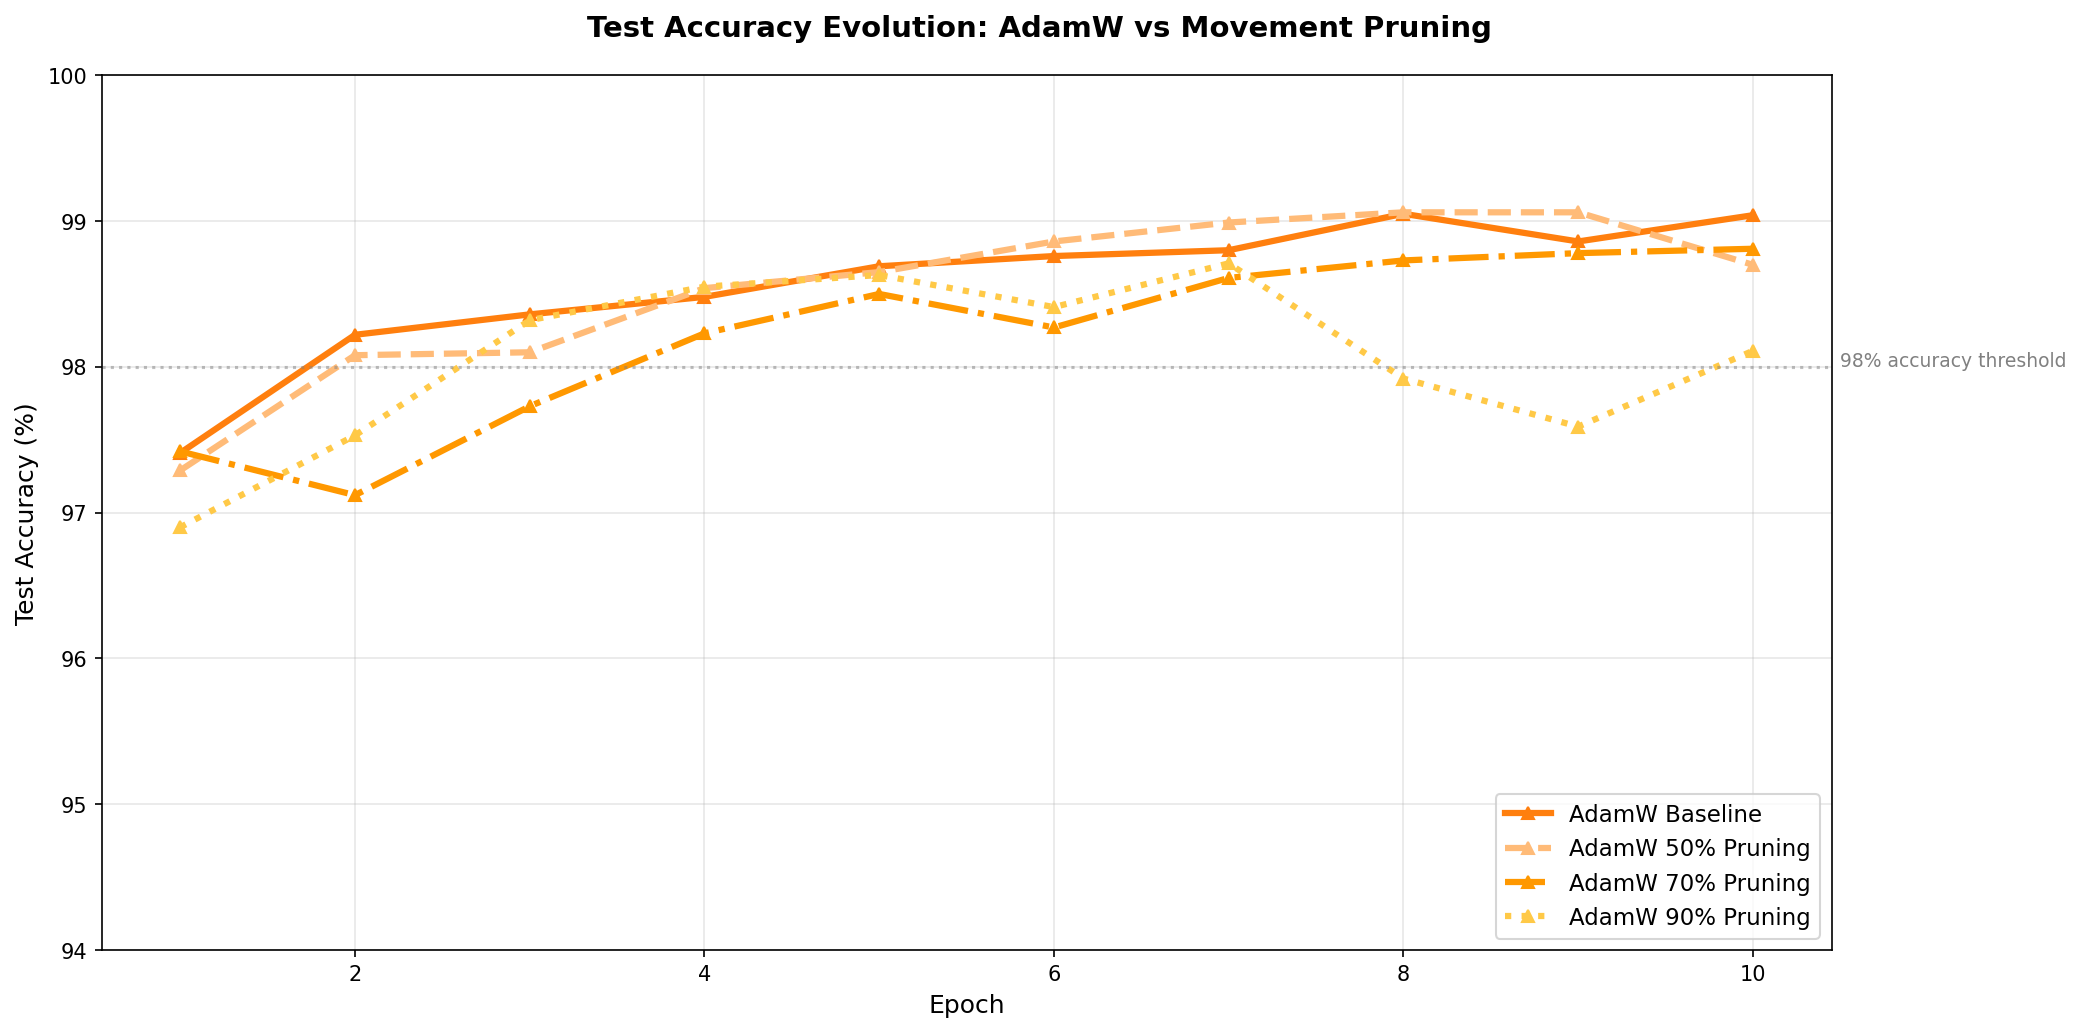 Test Accuracy Evolution: AdamW vs Movement Pruning
Test Accuracy (%)
100
99
98
97
96
95
94
98% accuracy threshold
AdamW Baseline
AdamW 50% Pruning
AdamW 70% Pruning
AdamW 90% Pruning
2
4
6
8
10
Epoch